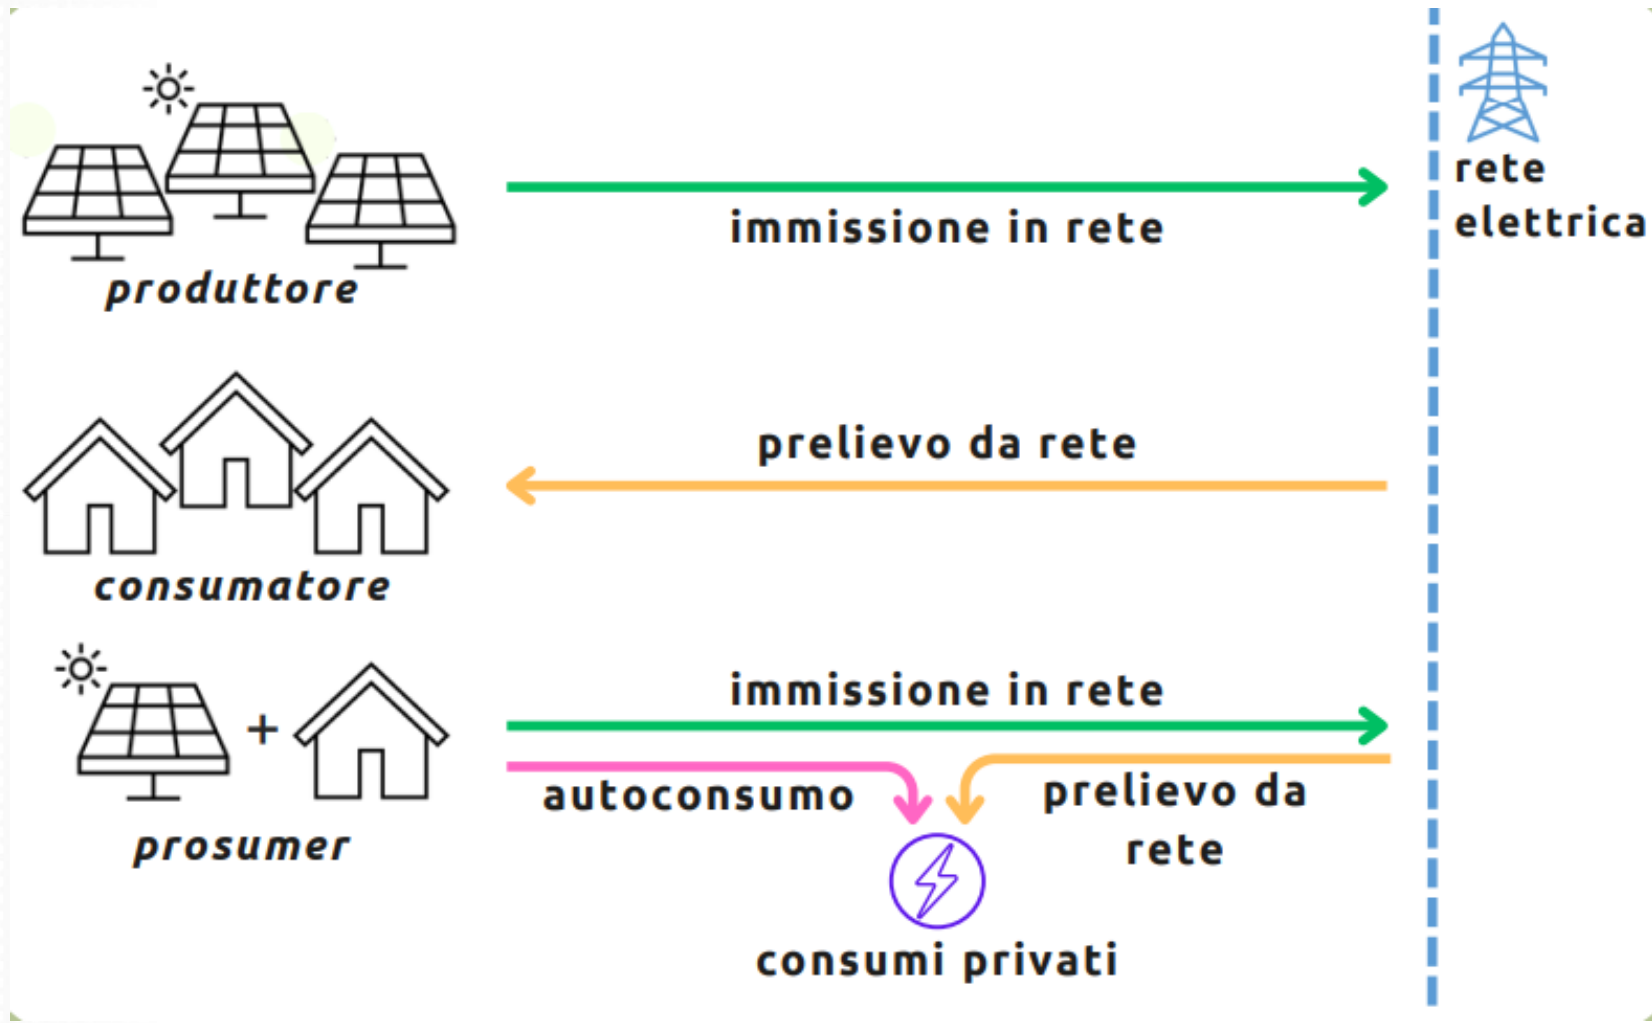 rete
elettrica
immissione in rete
produttore
prelievo da rete
consumatore
immissione in rete
+
autoconsumo
prelievo da
rete
prosumer
consumi privati